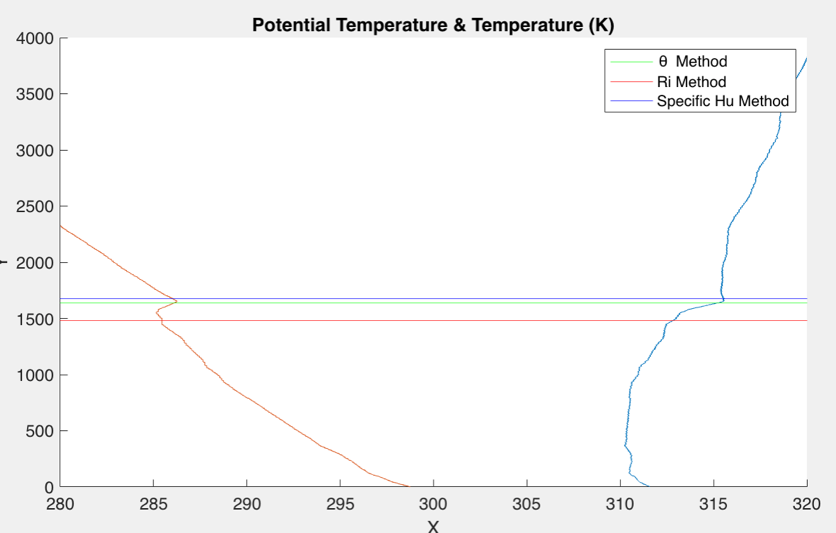 Potential Temperature & Temperature (K)
4000
3500
3000
2500
2000
1500
1000
500
0
θ Method
Ri Method
Specific Hu Method
280 285 290 295 300 305 310 315 320
X